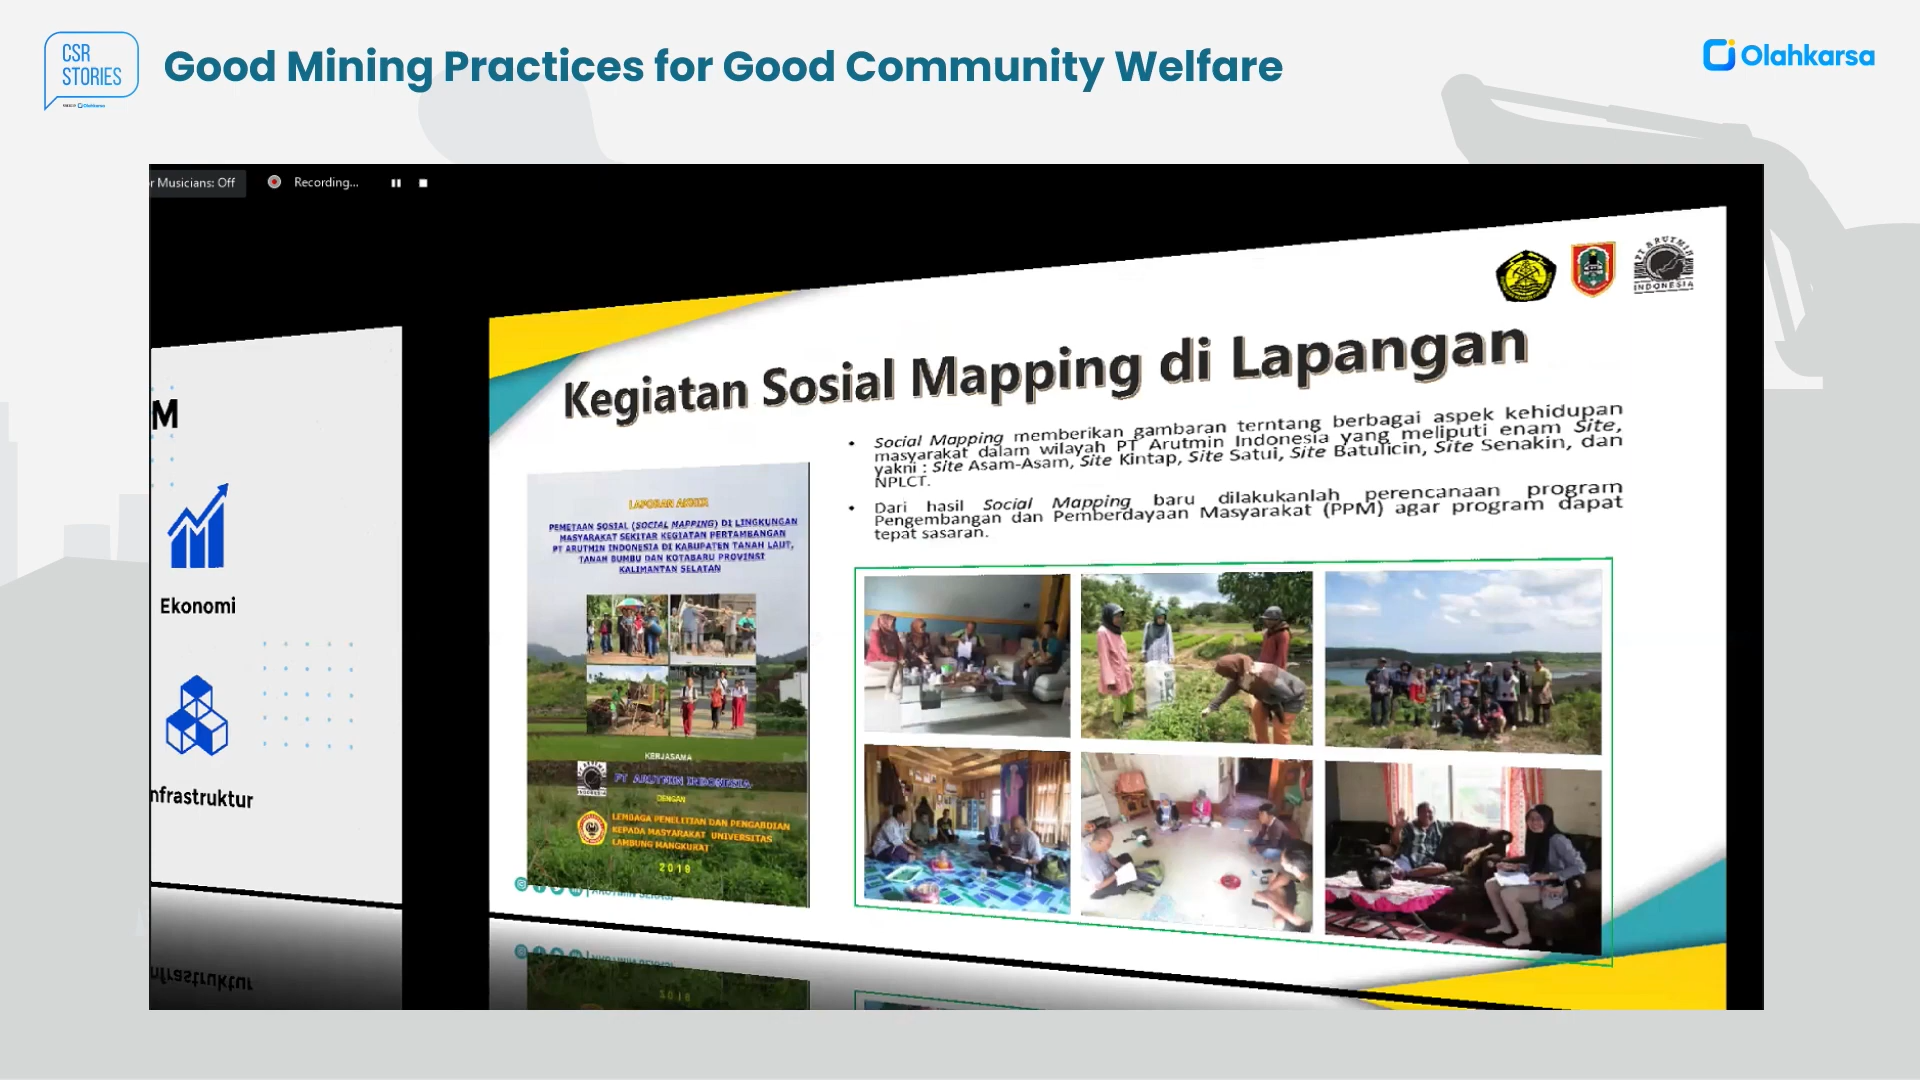 CSR
STORIES
Good Mining Practices for Good Community Welfare
Olahkarsa
r Musicians: Off
Recording...
M
Ekonomi
nfrastruktur
PT ARUTMIN
INDONESIA
Kegiatan Sosial Mapping di Lapangan
• Social Mapping memberikan gambaran terntang berbagai aspek kehidupan
masyarakat dalam wilayah PT Arutmin Indonesia yang meliputi enam Site,
yakni : Site Asam-Asam, Site Kintap, Site Satui, Site Batulicin, Site Senakin, dan
NPLCT.
• Dari hasil Social Mapping baru dilakukanlah perencanaan program
Pengembangan dan Pemberdayaan Masyarakat (PPM) agar program dapat
tepat sasaran.
LAPORAN AKHIR
PEMETAAN SOSIAL (SOCIAL MAPPING) DI LINGKUNGAN
MASYARAKAT SEKITAR KEGIATAN PERTAMBANGAN
PT ARUTMIN INDONESIA DI KABUPATEN TANAH LAUT,
TANAH BUMBU DAN KOTABARU PROVINSI
KALIMANTAN SELATAN
KERJASAMA
PT ARUTMIN INDONESIA
DENGAN
LEMBAGA PENELITIAN DAN PENGABDIAN
KEPADA MASYARAKAT UNIVERSITAS
LAMBUNG MANGKURAT
2019